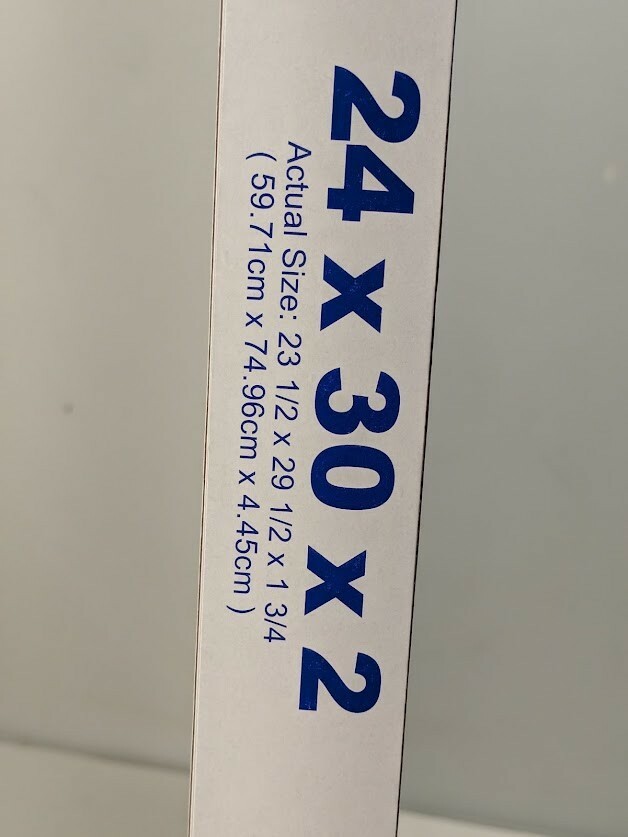 24 x 30 x 2
Actual Size: 23 1/2 x 29 1/2 x 1 3/4
( 59.71cm x 74.96cm x 4.45cm )